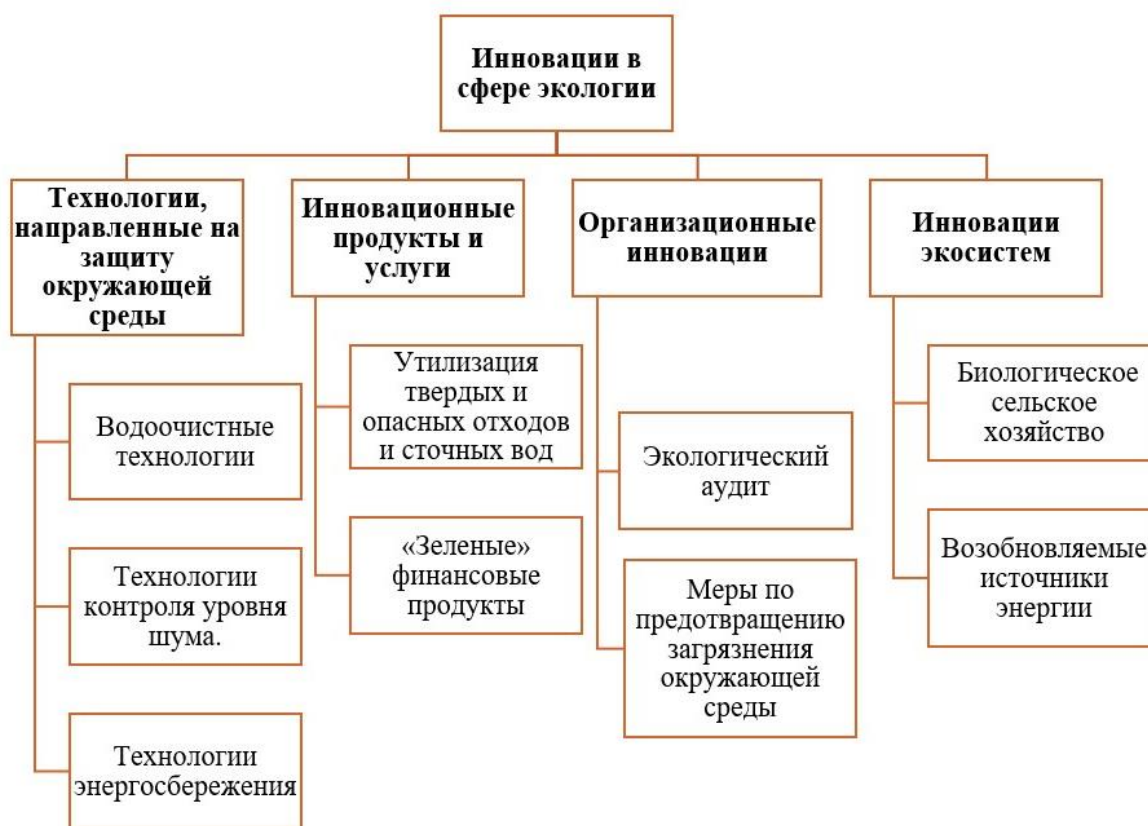 Инновации в
сфере экологии
Технологии,
направленные на
защиту
окружающей
среды
Водоочистные
технологии
Технологии
контроля уровня
шума.
Технологии
энергосбережения
Инновационные
продукты и
услуги
Утилизация
твердых и
опасных отходов
и сточных вод
«Зеленые»
финансовые
продукты
Организационные
инновации
Экологический
аудит
Меры по
предотвращению
загрязнения
окружающей
среды
Инновации
экосистем
Биологическое
сельское
хозяйство
Возобновляемые
источники
энергии